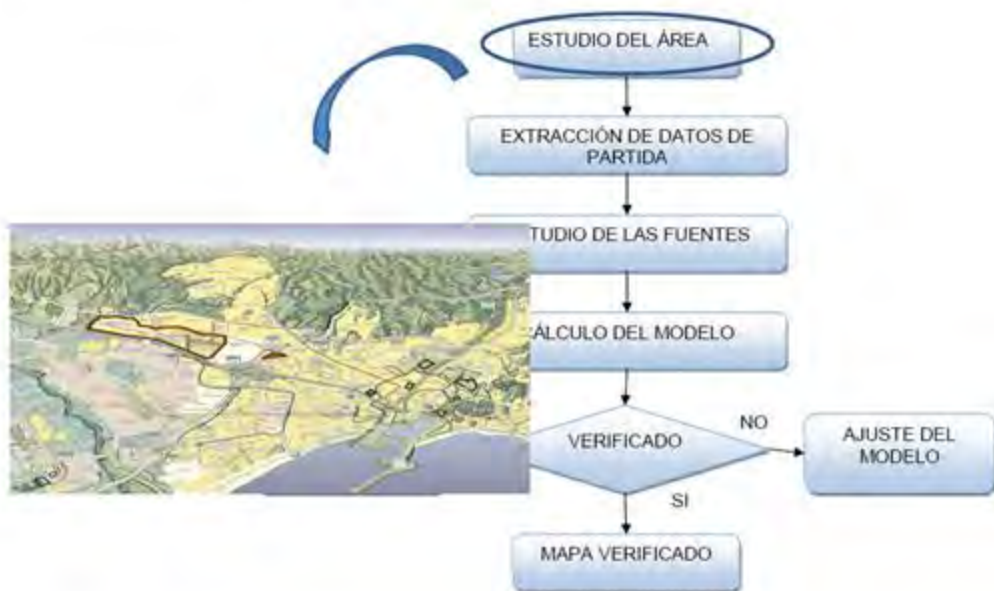 ESTUDIO DEL ÁREA
EXTRACCIÓN DE DATOS DE
PARTIDA
TUDIO DE LAS FUENTES
ÁLCULO DEL MODELO
VERIFICADO
NO
AJUSTE DEL
MODELO
SI
MAPA VERIFICADO